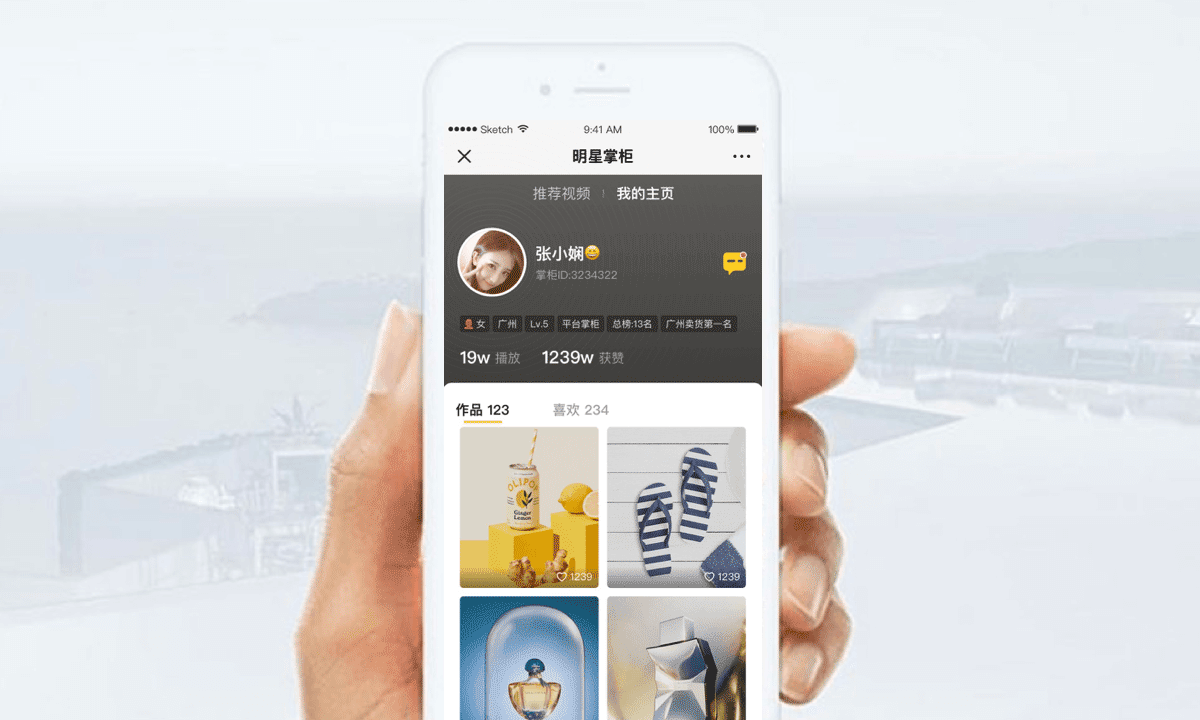 Sketch 9:41 AM 100%
明星掌柜
推荐视频 我的主页
张小娴😅
掌柜ID:3234322
女 广州 Lv.5 平台掌柜 总榜:13名 广州卖货第一名
19w 播放 1239w 获赞
作品 123 喜欢 234
OLIPOP
Ginger
Lemon
1239 1239